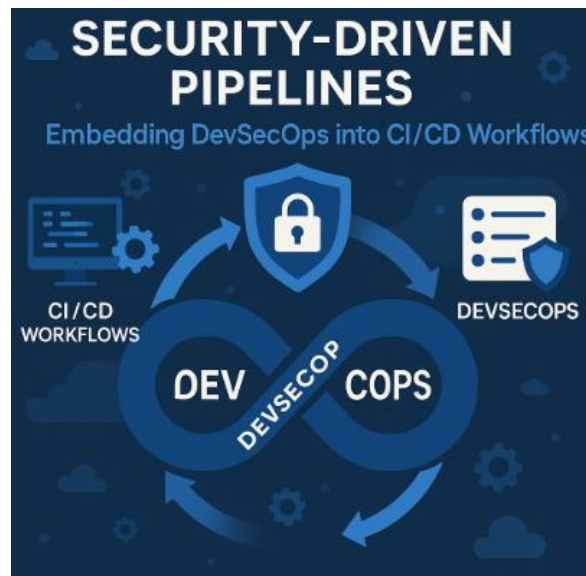 SECURITY-DRIVEN
PIPELINES
Embedding DevSecOps into CI/CD Workflows
CI/CD
WORKFLOWS
DEVSECOPS
DEV
DEVSECOP
COPS